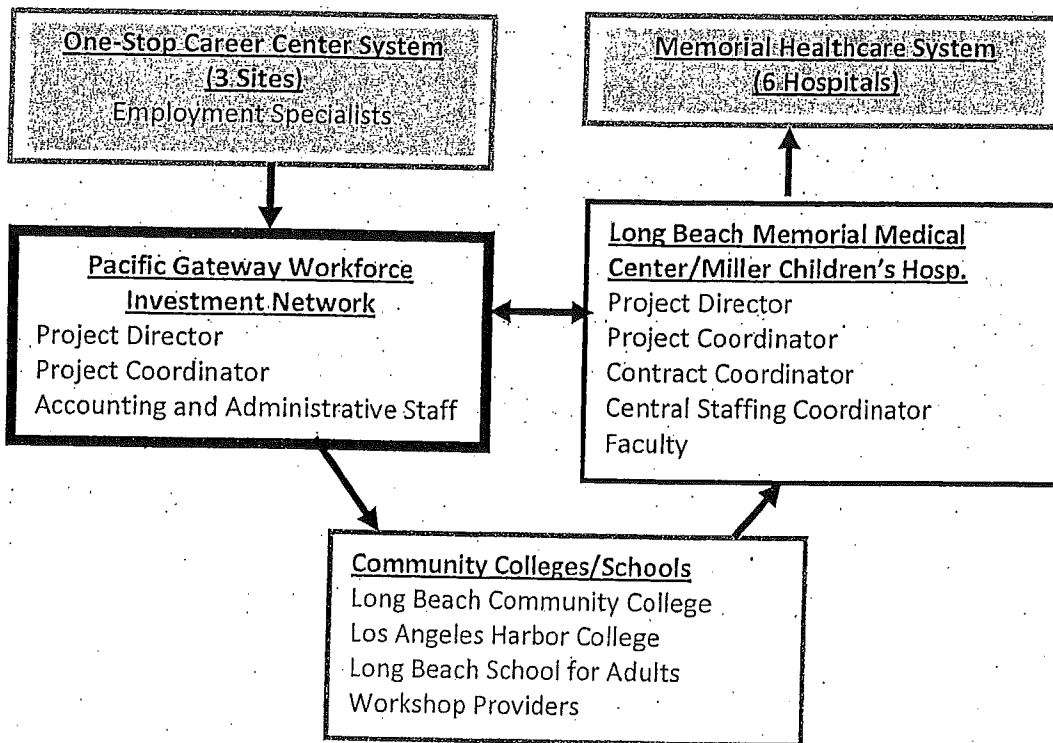 One-Stop Career Center System
(3 Sites)
Employment Specialists
Memorial Healthcare System
(6 Hospitals)
Pacific Gateway Workforce
Investment Network
Project Director
Project Coordinator
Accounting and Administrative Staff
Long Beach Memorial Medical
Center/Miller Children's Hosp.
Project Director
Project Coordinator
Contract Coordinator
Central Staffing Coordinator
Faculty
Community Colleges/Schools
Long Beach Community College
Los Angeles Harbor College
Long Beach School for Adults
Workshop Providers